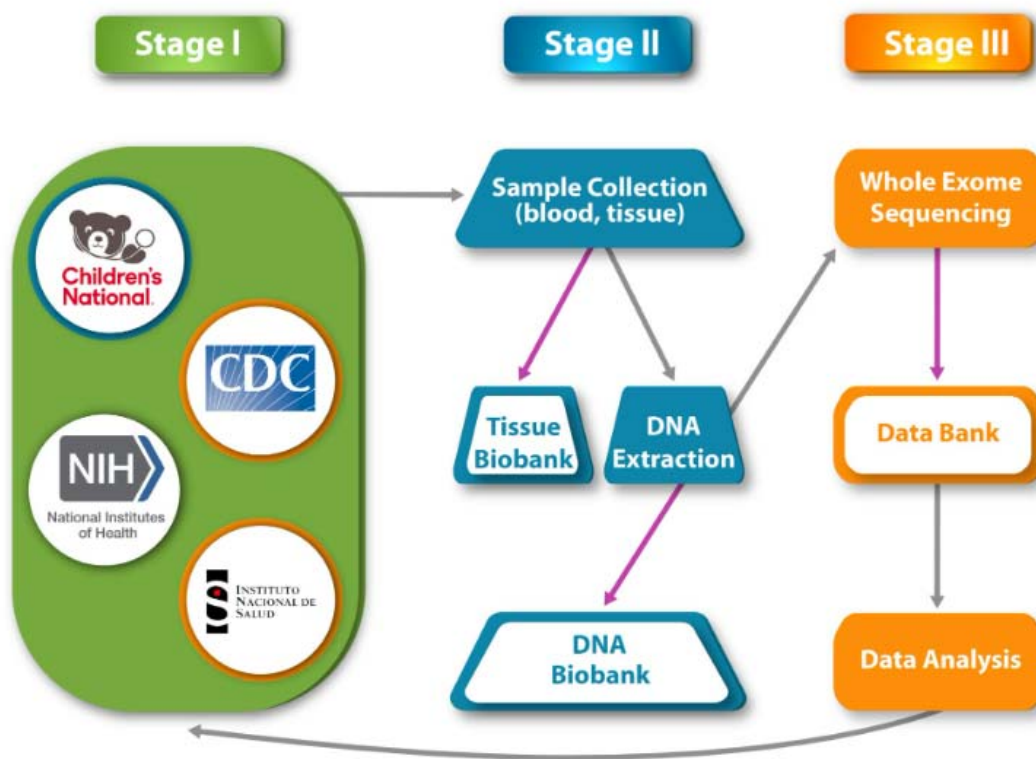 Stage I
Stage II
Stage III
Children's
National
CDC
NIH
National Institutes
of Health
INSTITUTO
NACIONAL DE
SALUD
Sample Collection
(blood, tissue)
Tissue
Biobank
DNA
Extraction
DNA
Biobank
Whole Exome
Sequencing
Data Bank
Data Analysis